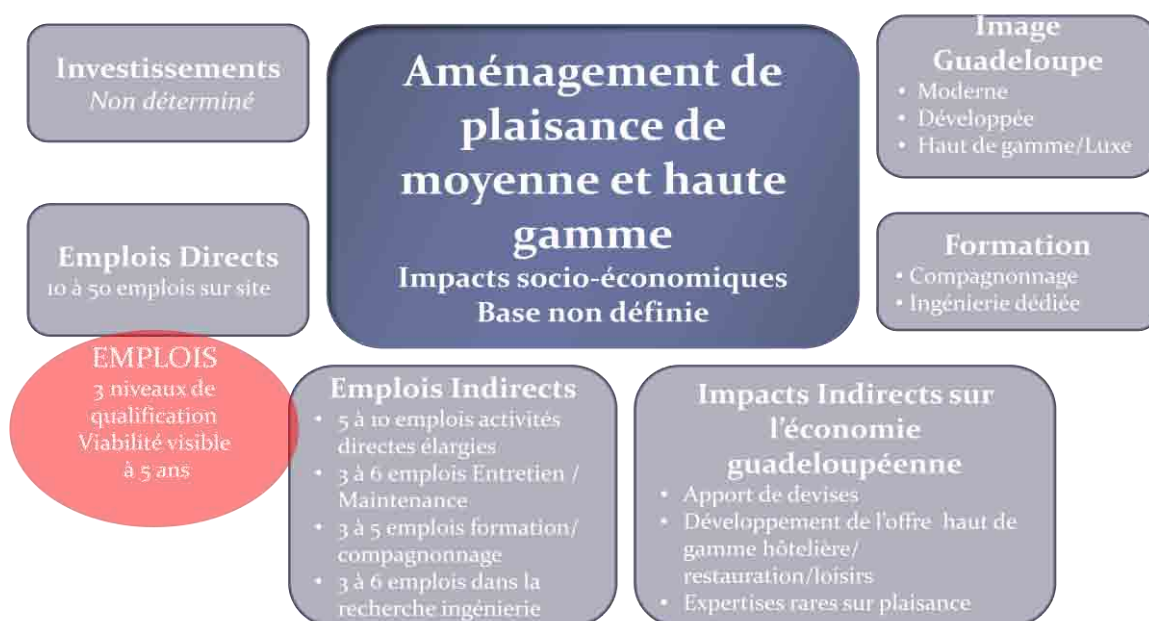 Investissements
Non déterminé
Aménagement de
plaisance de
moyenne et haute
gamme
Impacts socio-économiques
Base non définie
Image
Guadeloupe
• Moderne
• Développée
• Haut de gamme/Luxe
Emplois Directs
10 à 50 emplois sur site
Formation
• Compagnonnage
• Ingénierie dédiée
EMPLOIS
3 niveaux de
qualification
Viabilité visible
à 5 ans
Emplois Indirects
• 5 à 10 emplois activités
directes élargies
• 3 à 6 emplois Entretien /
Maintenance
• 3 à 5 emplois formation/
compagnonnage
• 3 à 6 emplois dans la
recherche ingénierie
Impacts Indirects sur
l'économie
guadeloupéenne
• Apport de devises
• Développement de l'offre haut de
gamme hôtelière/
restauration/loisirs
• Expertises rares sur plaisance